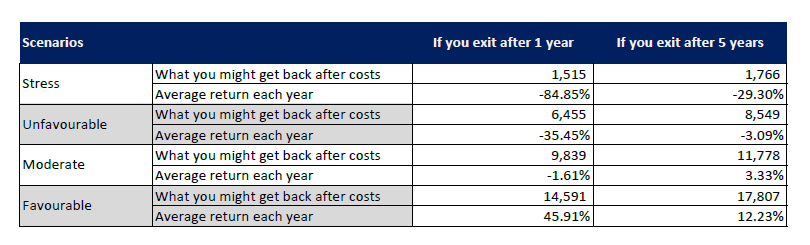 Scenarios If you exit after 1 year If you exit after 5 years
Stress
What you might get back after costs 1,515 1,766
Average return each year -84.85% -29.30%
Unfavourable
What you might get back after costs 6,455 8,549
Average return each year -35.45% -3.09%
Moderate
What you might get back after costs 9,839 11,778
Average return each year -1.61% 3.33%
Favourable
What you might get back after costs 14,591 17,807
Average return each year 45.91% 12.23%